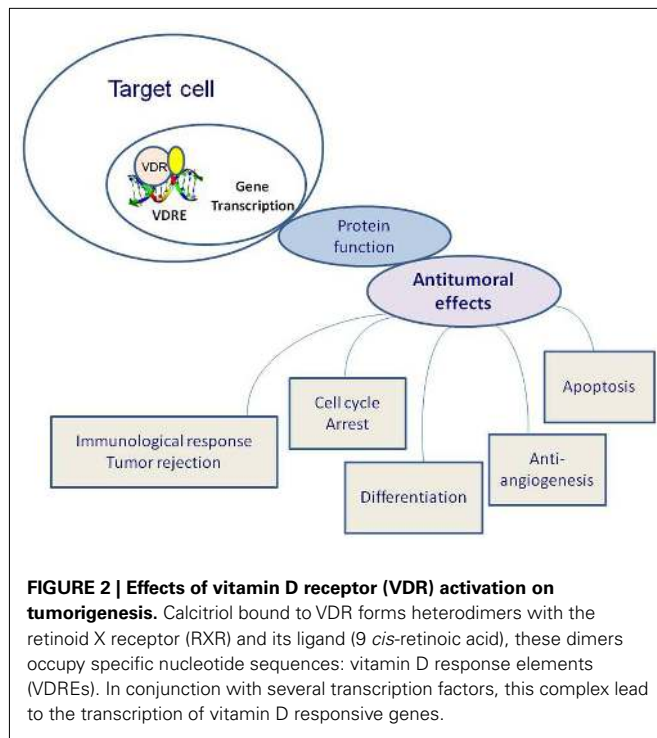 Target cell
VDR
VDRE
Gene
Transcription
Protein
function
Antitumoral
effects
Immunological response
Tumor rejection
Cell cycle
Arrest
Differentiation
Anti-
angiogenesis
Apoptosis
FIGURE 2 | Effects of vitamin D receptor (VDR) activation on
tumorigenesis. Calcitriol bound to VDR forms heterodimers with the
retinoid X receptor (RXR) and its ligand (9 cis-retinoic acid), these dimers
occupy specific nucleotide sequences: vitamin D response elements
(VDREs). In conjunction with several transcription factors, this complex lead
to the transcription of vitamin D responsive genes.